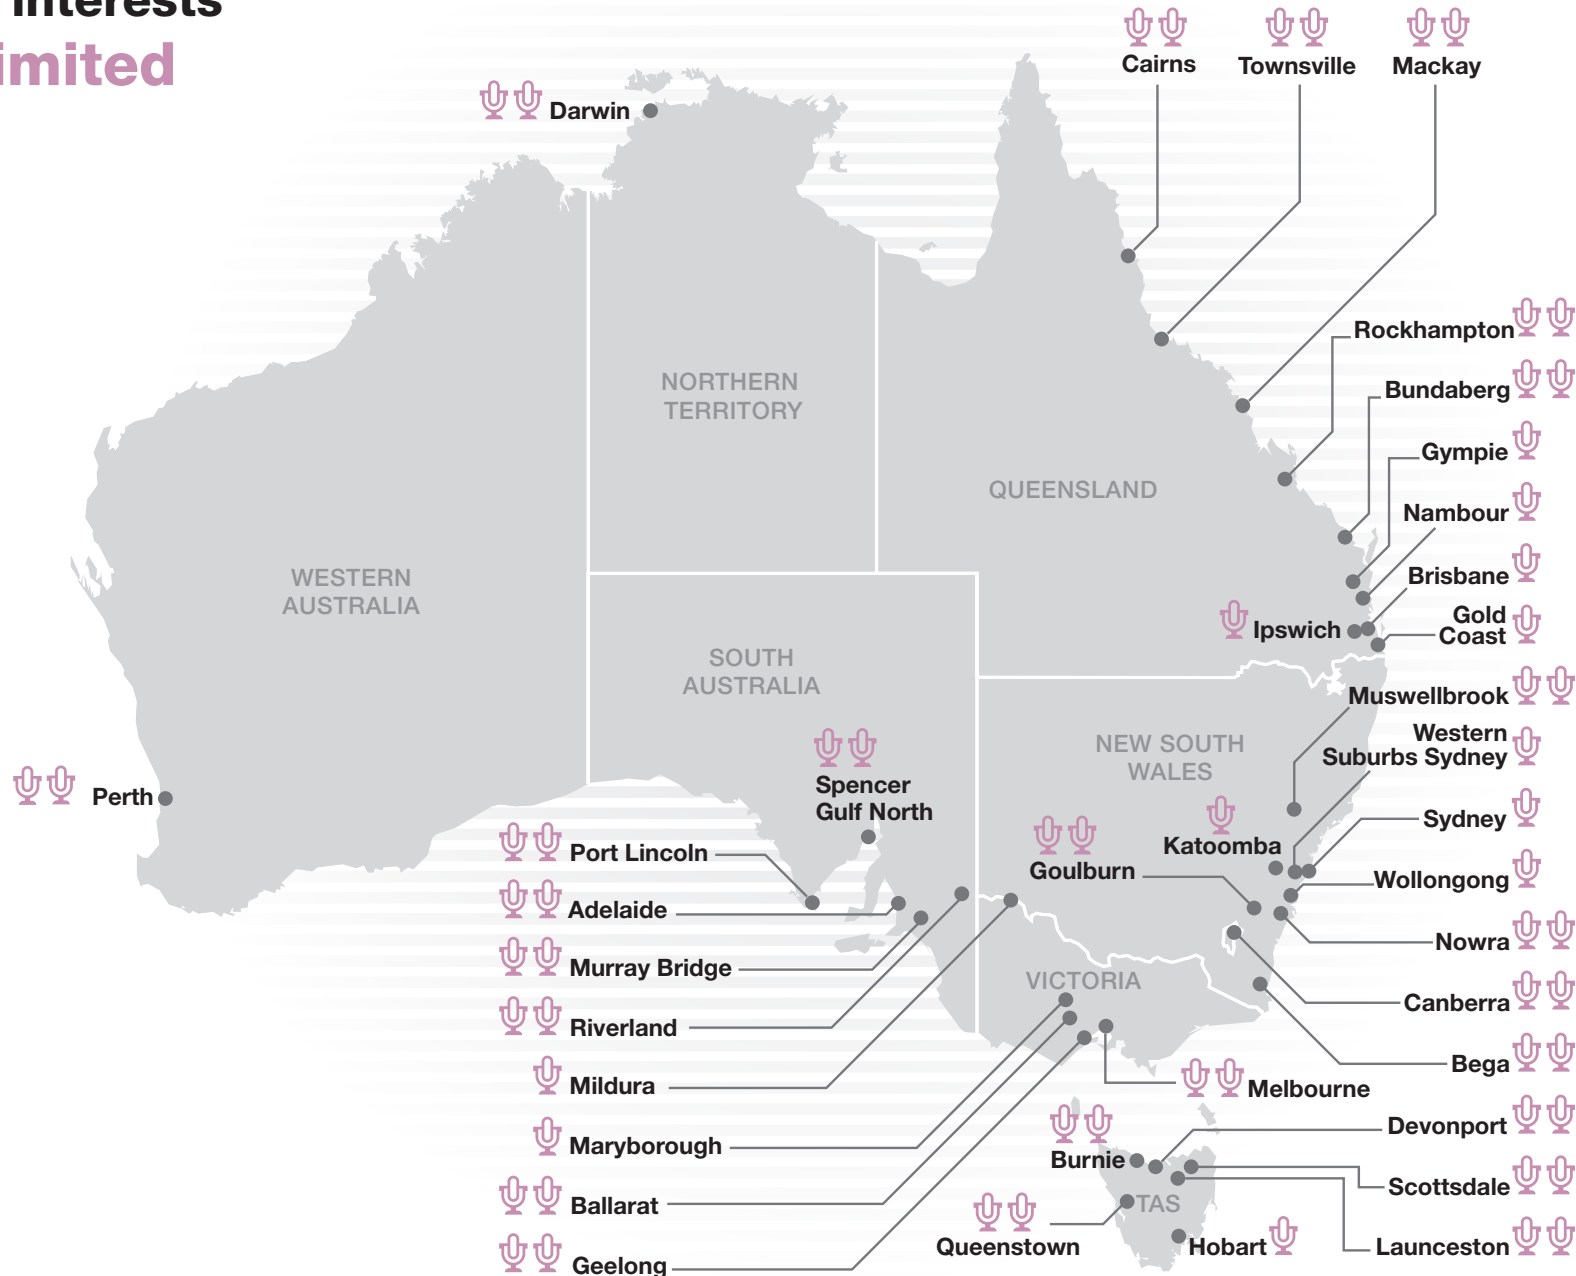 interests
imited
Cairns
Townsville
Mackay
Darwin
Rockhampton
Bundaberg
NORTHERN
TERRITORY
Gympie
QUEENSLAND
Nambour
WESTERN
AUSTRALIA
Brisbane
Ipswich
Gold
Coast
SOUTH
AUSTRALIA
Muswellbrook
Western
Suburbs Sydney
NEW SOUTH
WALES
Spencer
Gulf North
Perth
Sydney
Katoomba
Port Lincoln
Goulburn
Wollongong
Adelaide
Nowra
Murray Bridge
VICTORIA
Canberra
Riverland
Bega
Mildura
Melbourne
Devonport
Maryborough
Burnie
Scottsdale
Ballarat
TAS
Queenstown
Hobart
Launceston
Geelong